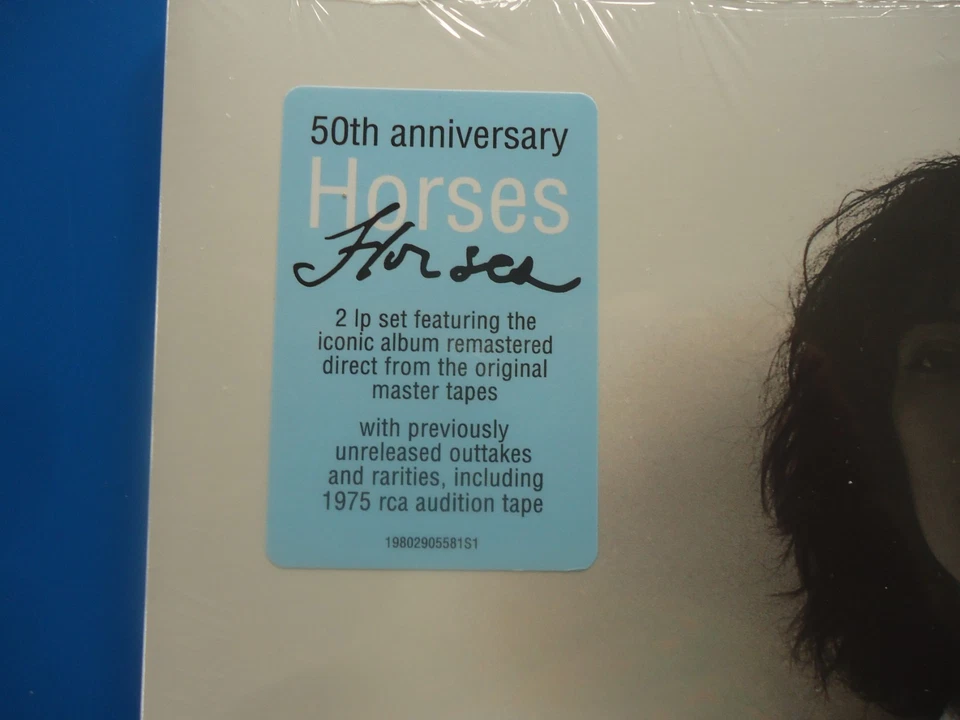 50th anniversary
Horses
Horses
2 lp set featuring the
iconic album remastered
direct from the original
master tapes
with previously
unreleased outtakes
and rarities, including
1975 rca audition tape
19802905581S1